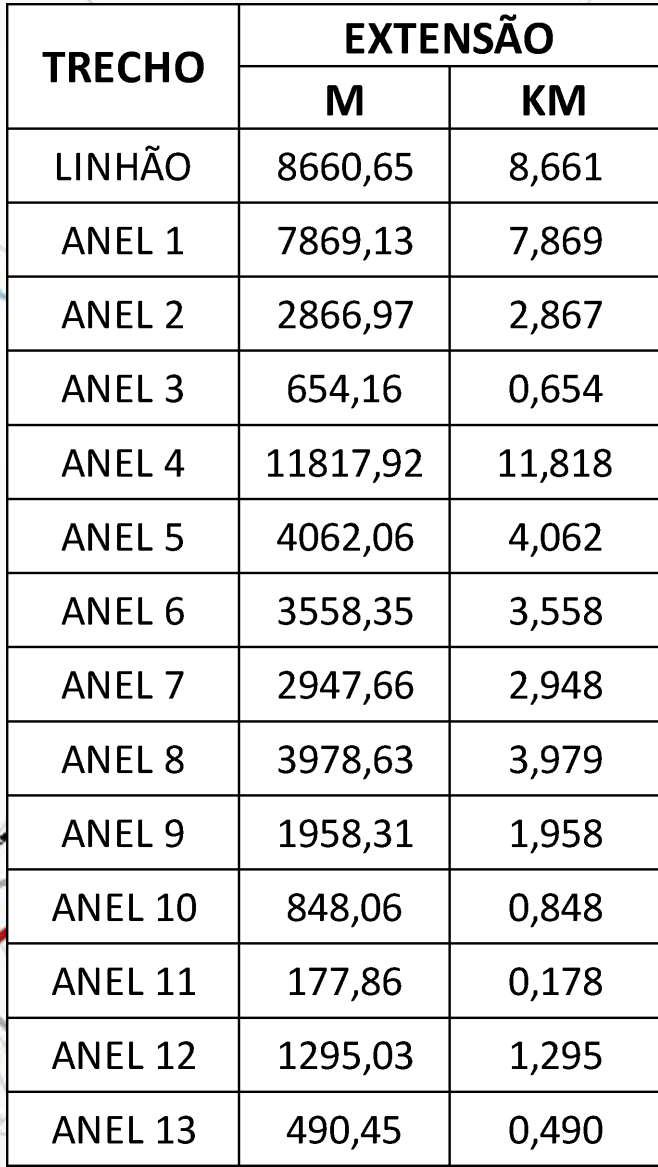 TRECHO EXTENSÃO
M KM
LINHÃO 8660,65 8,661
ANEL 1 7869,13 7,869
ANEL 2 2866,97 2,867
ANEL 3 654,16 0,654
ANEL 4 11817,92 11,818
ANEL 5 4062,06 4,062
ANEL 6 3558,35 3,558
ANEL 7 2947,66 2,948
ANEL 8 3978,63 3,979
ANEL 9 1958,31 1,958
ANEL 10 848,06 0,848
ANEL 11 177,86 0,178
ANEL 12 1295,03 1,295
ANEL 13 490,45 0,490